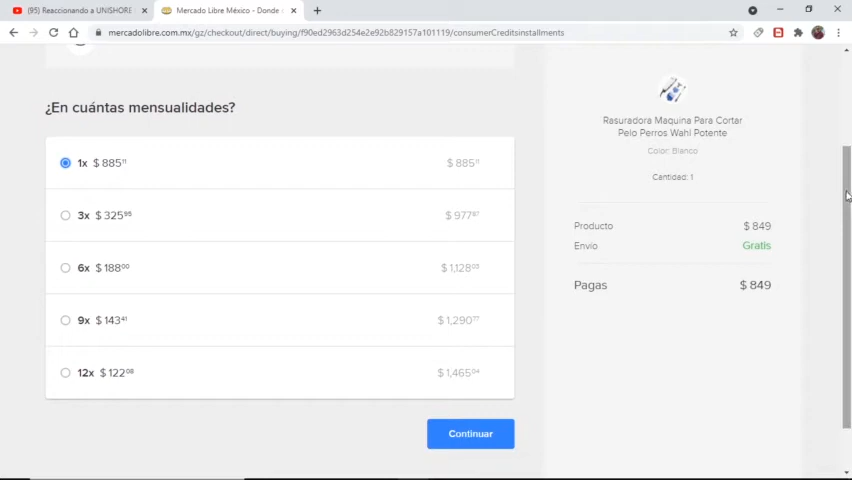 (95) Reaccionando a UNISHORE
Mercado Libre México - Donde
mercadolibre.com.mx/gz/checkout/direct/buying/f90ed2963d254e2e92b829157a101119/consumerCreditsinstallments
¿En cuántas mensualidades?
1x $ 885¹¹ $ 885¹¹
3x $ 325⁹⁵ $ 977⁸⁷
6x $ 188⁰⁰ $ 1,128⁰³
9x $ 143⁴¹ $ 1,290⁷⁷
12x $ 122⁰⁸ $ 1,465⁰⁴
Continuar
Rasuradora Maquina Para Cortar
Pelo Perros Wahl Potente
Color: Blanco
Cantidad: 1
Producto $ 849
Envío Gratis
Pagas $ 849